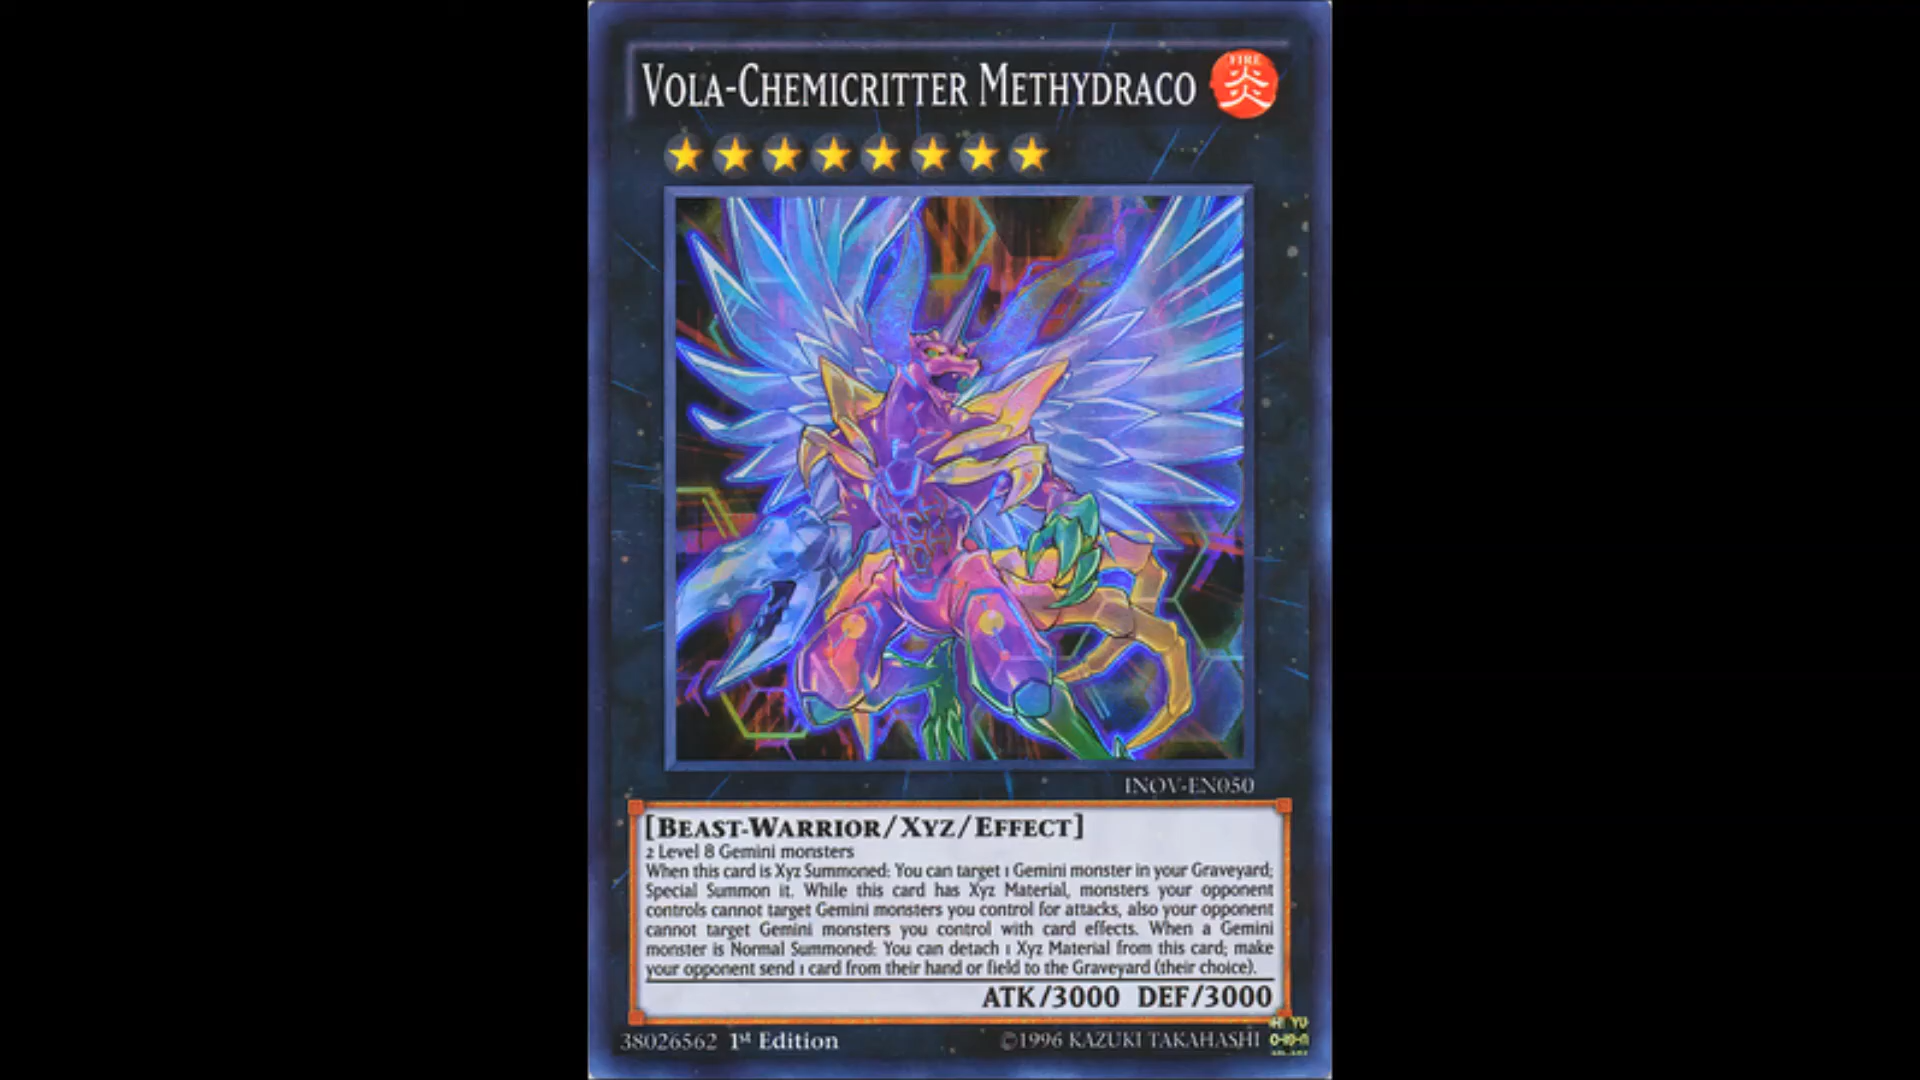 VOLA-CHEMICRITTER METHYDRACO
FIRE
炎
INOV-EN050
[BEAST-WARRIOR/XYZ/EFFECT]
2 Level 8 Gemini monsters
When this card is Xyz Summoned: You can target 1 Gemini monster in your Graveyard;
Special Summon it. While this card has Xyz Material, monsters your opponent
controls cannot target Gemini monsters you control for attacks, also your opponent
cannot target Gemini monsters you control with card effects. When a Gemini
monster is Normal Summoned: You can detach 1 Xyz Material from this card; make
your opponent send 1 card from their hand or field to the Graveyard (their choice).
ATK/3000 DEF/3000
38026562 1st Edition
©1996 KAZUKI TAKAHASHI